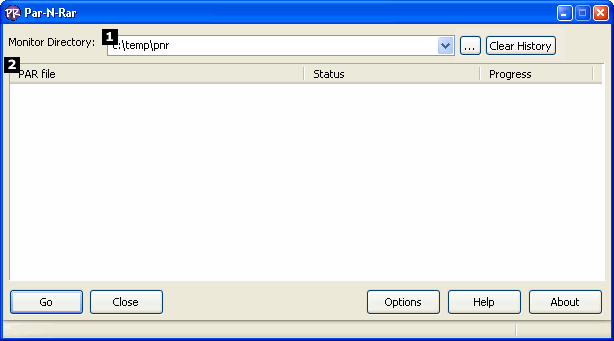 PR Par-N-Rar
Monitor Directory: 1 c:\temp\pnr ... Clear History
2
PAR file Status Progress
Go Close Options Help About